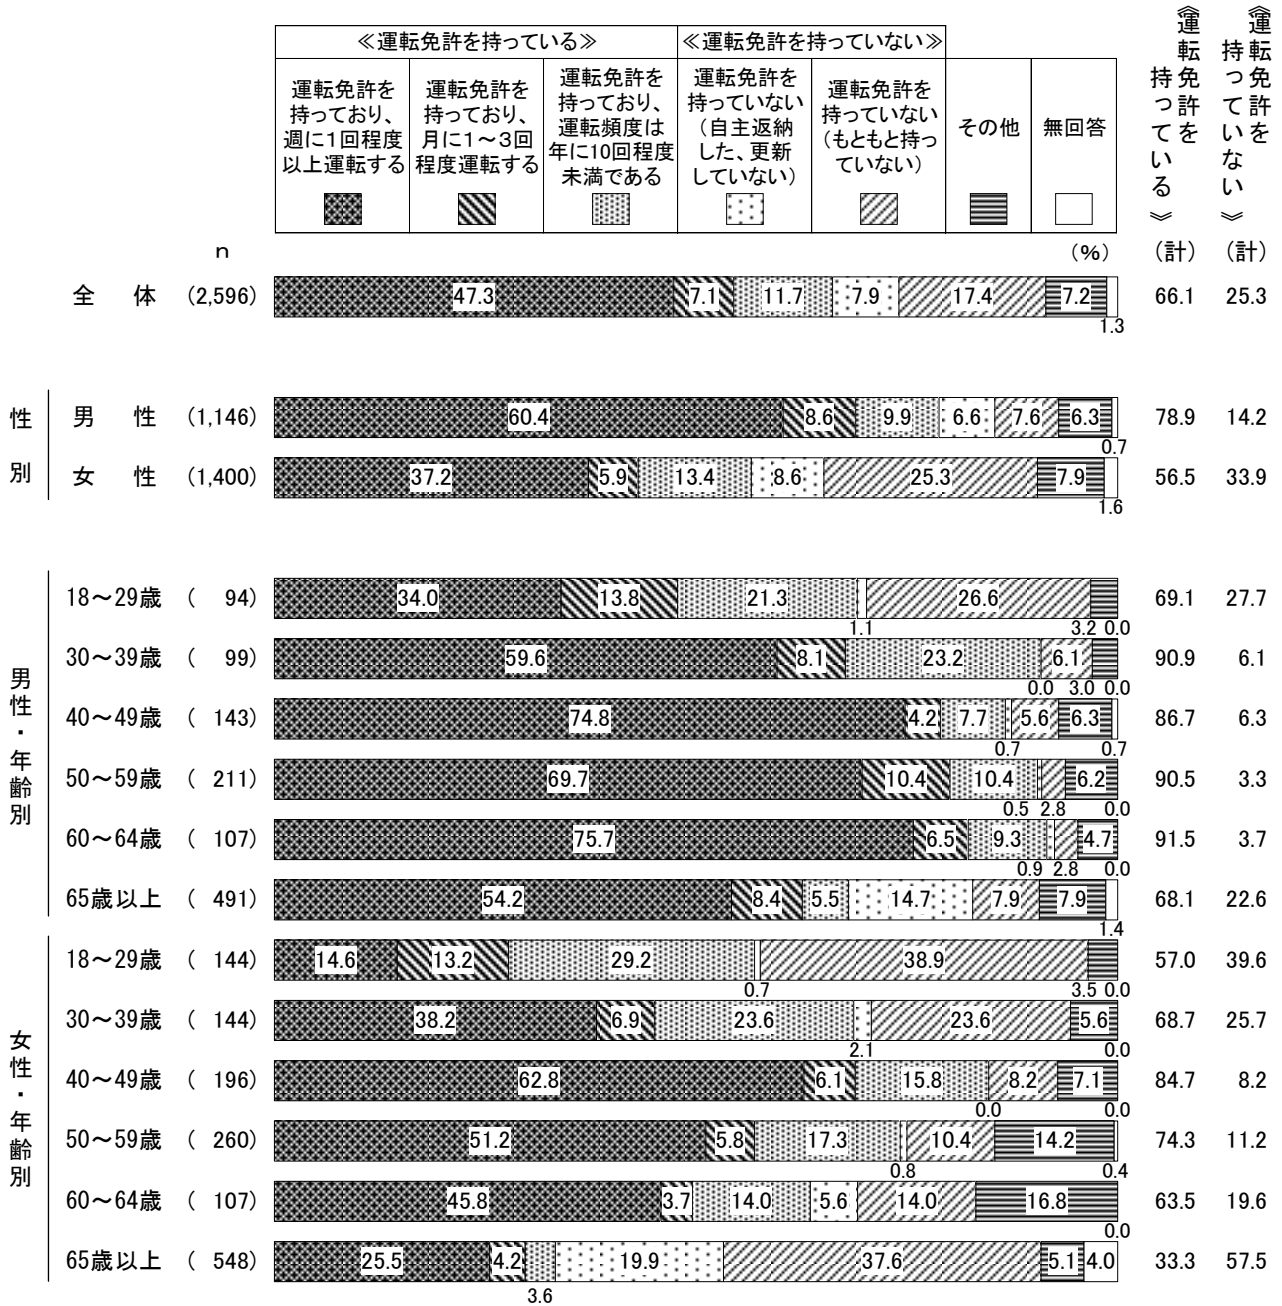 ≪運転免許を持っている≫ ≪運転免許を持っていない≫
運転免許を
持っており、
週に1回程度
以上運転する
運転免許を
持っており、
月に1～3回
程度運転する
運転免許を
持っており、
運転頻度は
年に10回程度
未満である
運転免許を
持っていない
（自主返納
した、更新
していない）
運転免許を
持っていない
（もともと持っ
ていない）
その他
無回答
≪運転免許を
持っている≫
（計）
≪運転免許を
持っていない≫
（計）
n
（%）
全 体 (2,596) 47.3 7.1 11.7 7.9 17.4 7.2 1.3 66.1 25.3
性別
男 性 (1,146) 60.4 8.6 9.9 6.6 7.6 6.3 0.7 78.9 14.2
女 性 (1,400) 37.2 5.9 13.4 8.6 25.3 7.9 1.6 56.5 33.9
男性・年齢別
18～29歳 ( 94) 34.0 13.8 21.3 1.1 26.6 3.2 0.0 69.1 27.7
30～39歳 ( 99) 59.6 8.1 23.2 0.0 6.1 3.0 0.0 90.9 6.1
40～49歳 ( 143) 74.8 4.2 7.7 0.7 5.6 6.3 0.7 86.7 6.3
50～59歳 ( 211) 69.7 10.4 10.4 0.5 2.8 6.2 0.0 90.5 3.3
60～64歳 ( 107) 75.7 6.5 9.3 0.9 2.8 4.7 0.0 91.5 3.7
65歳以上 ( 491) 54.2 8.4 5.5 14.7 7.9 7.9 1.4 68.1 22.6
女性・年齢別
18～29歳 ( 144) 14.6 13.2 29.2 0.7 38.9 3.5 0.0 57.0 39.6
30～39歳 ( 144) 38.2 6.9 23.6 2.1 23.6 5.6 0.0 68.7 25.7
40～49歳 ( 196) 62.8 6.1 15.8 0.0 8.2 7.1 0.0 84.7 8.2
50～59歳 ( 260) 51.2 5.8 17.3 0.8 10.4 14.2 0.4 74.3 11.2
60～64歳 ( 107) 45.8 3.7 14.0 5.6 14.0 16.8 0.0 63.5 19.6
65歳以上 ( 548) 25.5 4.2 3.6 19.9 37.6 5.1 4.0 33.3 57.5